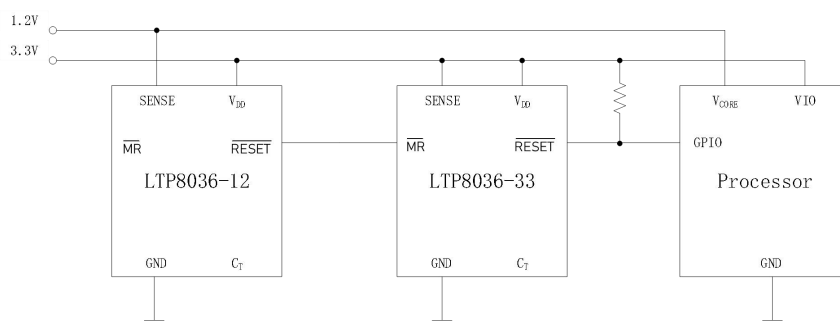 1.2V
3.3V
SENSE VDD
MR RESET
LTP8036-12
GND CT
SENSE VDD
MR RESET
LTP8036-33
GND CT
VCORE VIO
GPIO
Processor
GND